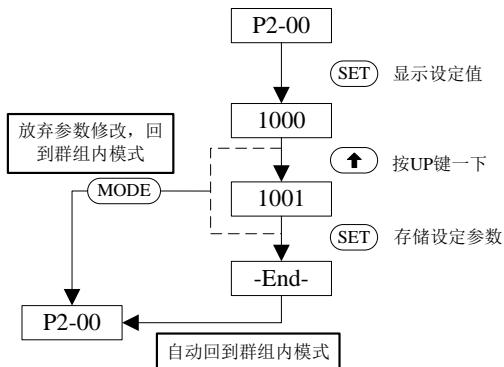 P2-00
SET 显示设定值
1000
放弃参数修改，回
到群组内模式
按UP键一下
MODE
1001
SET 存储设定参数
-End-
P2-00
自动回到群组内模式